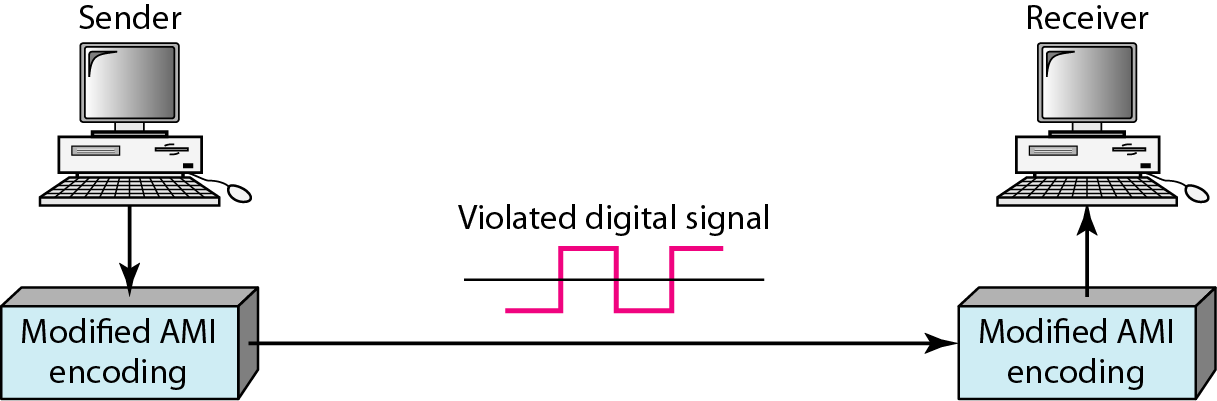 Sender
Receiver
Violated digital signal
Modified AMI
encoding
Modified AMI
encoding